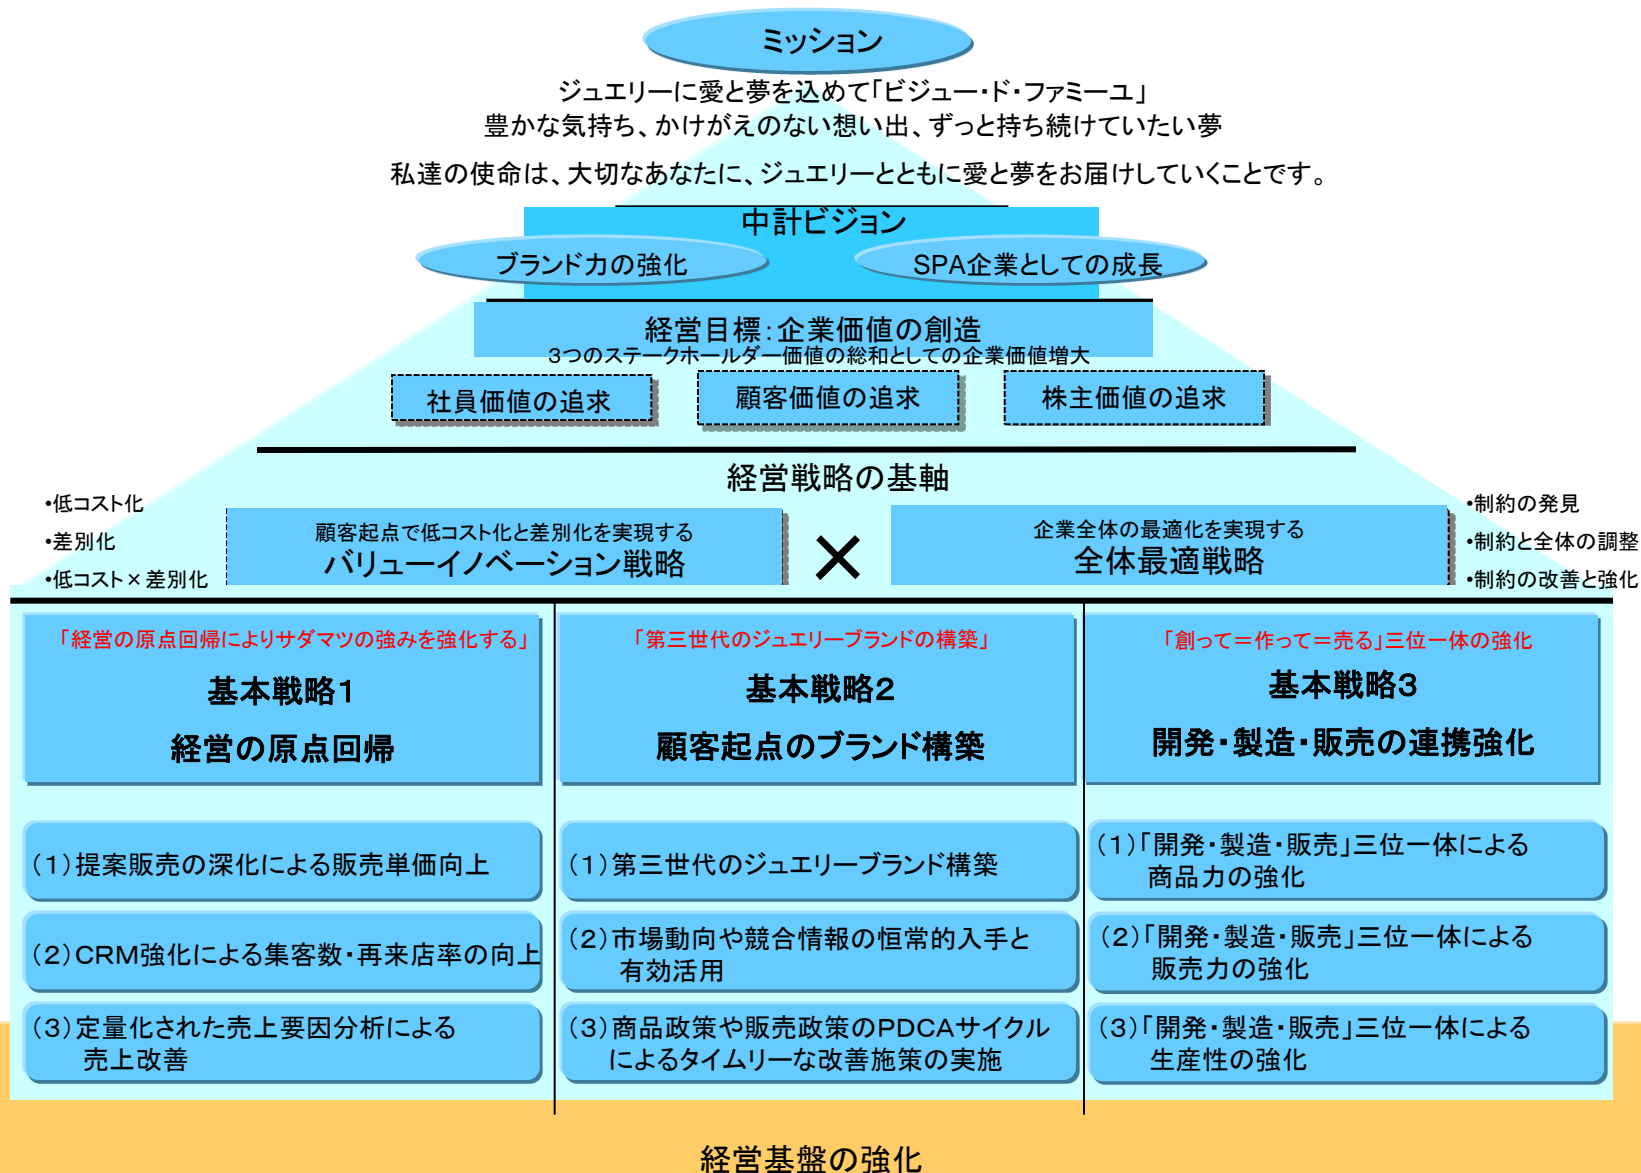 ミッション
ジュエリーに愛と夢を込めて「ビジュー・ド・ファミーユ」
豊かな気持ち、かけがえのない想い出、ずっと持ち続けていたい夢
私達の使命は、大切なあなたに、ジュエリーとともに愛と夢をお届けしていくことです。
中計ビジョン
ブランド力の強化
SPA企業としての成長
経営目標：企業価値の創造
3つのステークホールダー価値の総和としての企業価値増大
社員価値の追求
顧客価値の追求
株主価値の追求
経営戦略の基軸
・低コスト化
・差別化
・低コスト×差別化
顧客起点で低コスト化と差別化を実現する
バリューイノベーション戦略
×
企業全体の最適化を実現する
全体最適戦略
・制約の発見
・制約と全体の調整
・制約の改善と強化
「経営の原点回帰によりサダマツの強みを強化する」
基本戦略1
経営の原点回帰
（1）提案販売の深化による販売単価向上
（2）CRM強化による集客数・再来店率の向上
（3）定量化された売上要因分析による
売上改善
「第三世代のジュエリーブランドの構築」
基本戦略2
顧客起点のブランド構築
（1）第三世代のジュエリーブランド構築
（2）市場動向や競合情報の恒常的入手と
有効活用
（3）商品政策や販売政策のPDCAサイクル
によるタイムリーな改善施策の実施
「創って＝作って＝売る」三位一体の強化
基本戦略3
開発・製造・販売の連携強化
（1）「開発・製造・販売」三位一体による
商品力の強化
（2）「開発・製造・販売」三位一体による
販売力の強化
（3）「開発・製造・販売」三位一体による
生産性の強化
経営基盤の強化